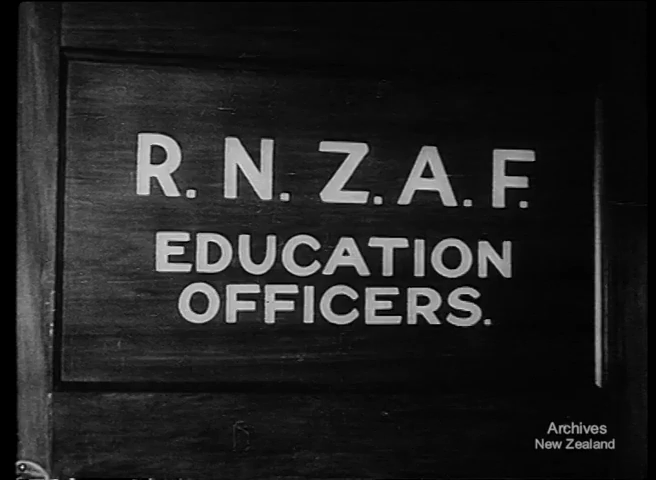 R. N. Z. A. F.
EDUCATION
OFFICERS.
Archives
New Zealand